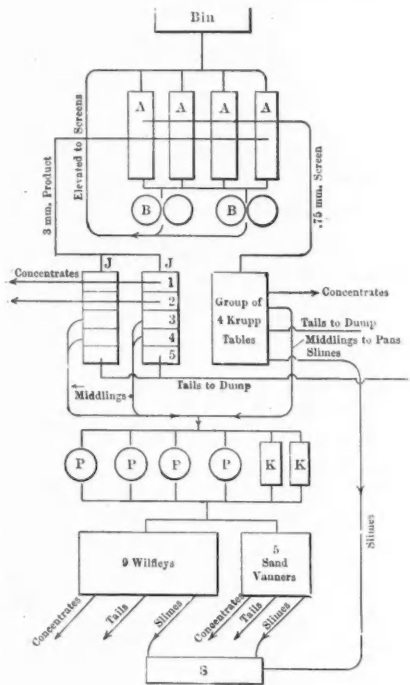 Bin
A
A
A
A
Elevated to Screens
3 mm. Product
.75 mm. Screen
B
B
J
J
Concentrates
1
2
3
4
5
Group of
4 Krupp
Tables
Concentrates
Tails to Dump
Middlings to Pans
Slimes
Tails to Dump
Middlings
P
P
P
P
K
K
Slimes
9 Wilfleys
5
Sand
Vanners
Concentrates
Tails
Slimes
Concentrates
Tails
Slimes
S